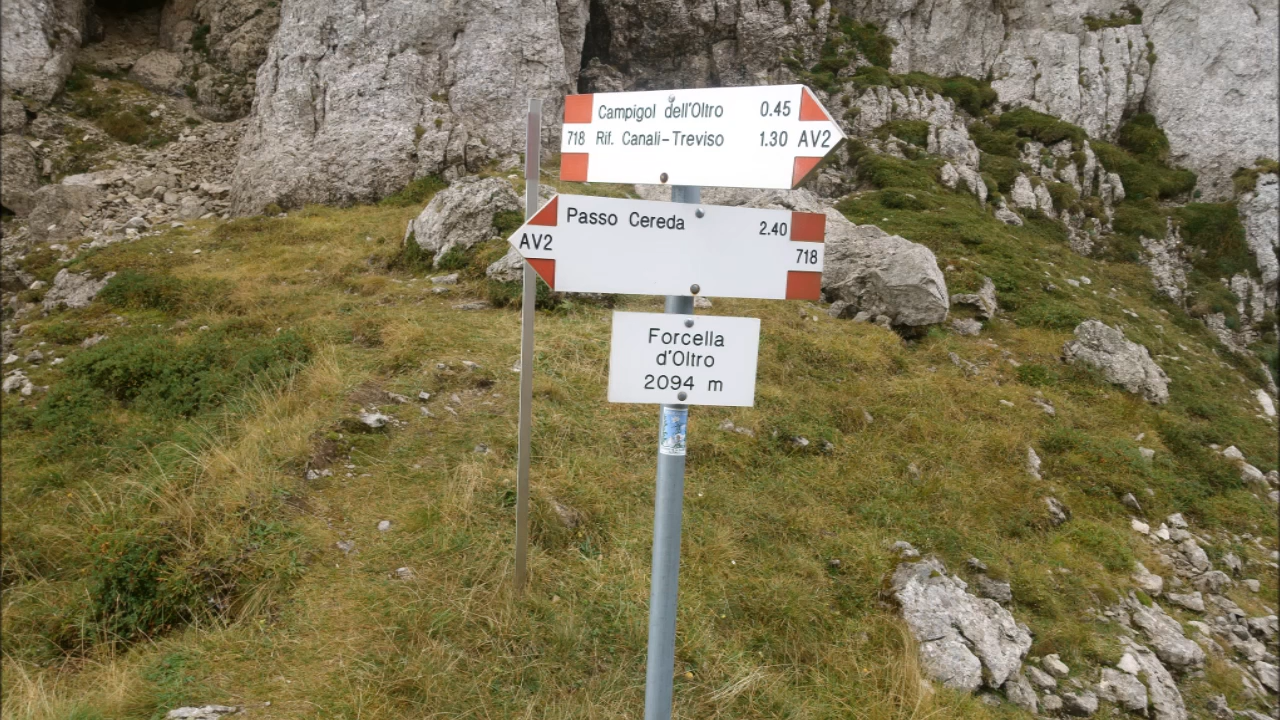 Campigol dell'Oltro 0.45
718 Rif. Canali-Treviso 1.30 AV2
Passo Cereda 2.40
AV2 718
Forcella
d'Oltro
2094 m